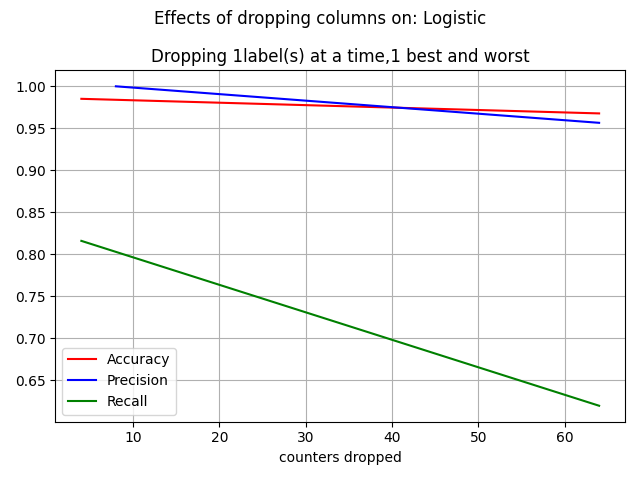 Effects of dropping columns on: Logistic
Dropping 1label(s) at a time,1 best and worst
1.00
0.95
0.90
0.85
0.80
0.75
0.70
0.65
Accuracy
Precision
Recall
10 20 30 40 50 60
counters dropped